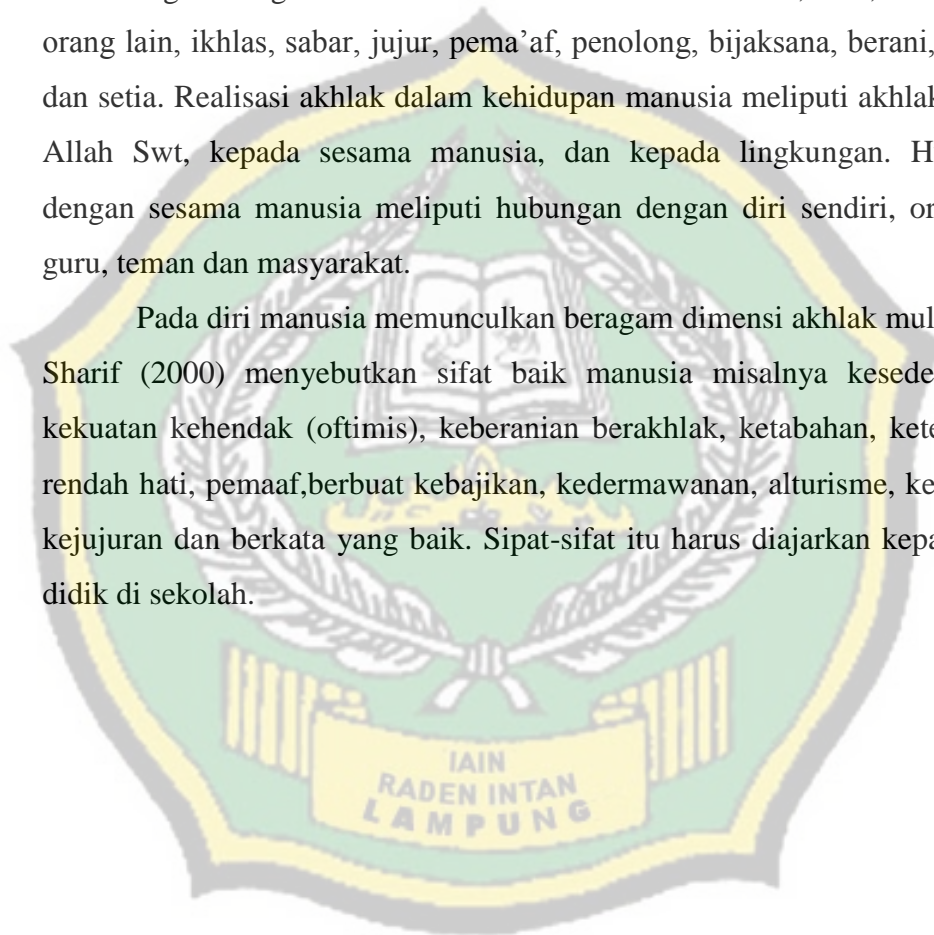 orang lain, ikhlas, sabar, jujur, pema’af, penolong, bijaksana, berani,
dan setia. Realisasi akhlak dalam kehidupan manusia meliputi akhlak
Allah Swt, kepada sesama manusia, dan kepada lingkungan. H
dengan sesama manusia meliputi hubungan dengan diri sendiri, or
guru, teman dan masyarakat.
Pada diri manusia memunculkan beragam dimensi akhlak mul
Sharif (2000) menyebutkan sifat baik manusia misalnya kesede
kekuatan kehendak (oftimis), keberanian berakhlak, ketabahan, kete
rendah hati, pemaaf,berbuat kebajikan, kedermawanan, alturisme, ke
kejujuran dan berkata yang baik. Sipat-sifat itu harus diajarkan kepa
didik di sekolah.
IAIN
RADEN INTAN
LAMPUNG